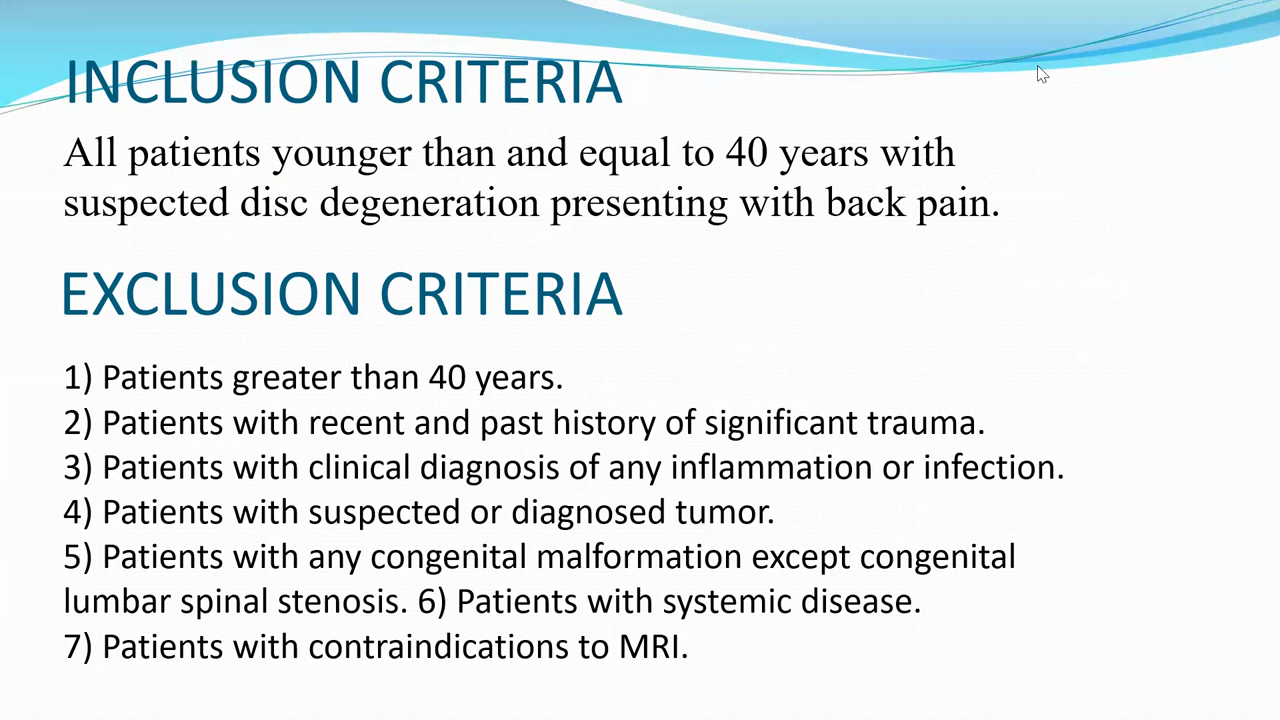 INCLUSION CRITERIA
All patients younger than and equal to 40 years with
suspected disc degeneration presenting with back pain.
EXCLUSION CRITERIA
1) Patients greater than 40 years.
2) Patients with recent and past history of significant trauma.
3) Patients with clinical diagnosis of any inflammation or infection.
4) Patients with suspected or diagnosed tumor.
5) Patients with any congenital malformation except congenital
lumbar spinal stenosis. 6) Patients with systemic disease.
7) Patients with contraindications to MRI.